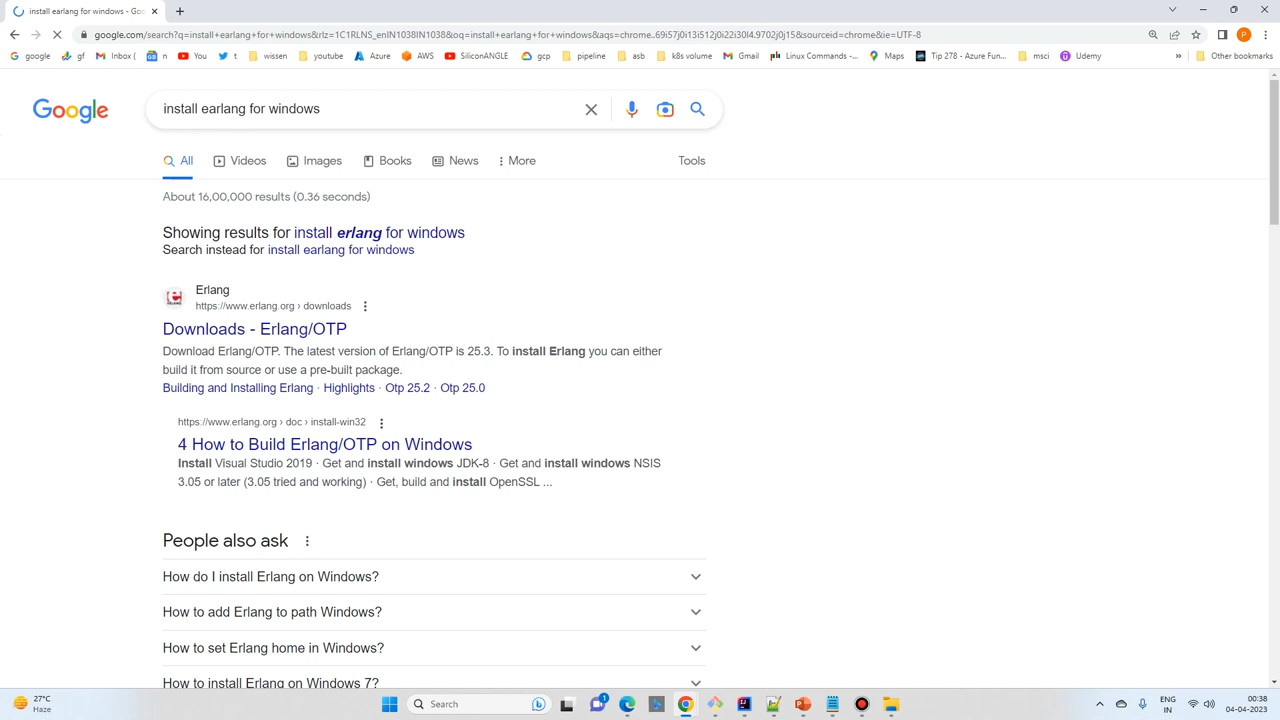 install earlang for windows - Go
google.com/search?q=install+earlang+for+windows&rlz=1C1RLNS_enIN1038IN1038&oq=install+earlang+for+windows&aqs=chrome..69i57j0i13i512j0i22i30l4.9702j0j15&sourceid=chrome&ie=UTF-8
P
google gf Inbox ( n You t wissen youtube Azure AWS SiliconANGLE gcp pipeline asb k8s volume Gmail Linux Commands -... Maps Tip 278 - Azure Fun... msci Udemy » Other bookmarks
Google
install earlang for windows
All Videos Images Books News More Tools
About 16,00,000 results (0.36 seconds)
Showing results for install erlang for windows
Search instead for install earlang for windows
Erlang
https://www.erlang.org › downloads
Downloads - Erlang/OTP
Download Erlang/OTP. The latest version of Erlang/OTP is 25.3. To install Erlang you can either
build it from source or use a pre-built package.
Building and Installing Erlang · Highlights · Otp 25.2 · Otp 25.0
https://www.erlang.org › doc › install-win32
4 How to Build Erlang/OTP on Windows
Install Visual Studio 2019 · Get and install windows JDK-8 · Get and install windows NSIS
3.05 or later (3.05 tried and working) · Get, build and install OpenSSL ...
People also ask
How do I install Erlang on Windows?
How to add Erlang to path Windows?
How to set Erlang home in Windows?
How to install Erlang on Windows 7?
27°C
Haze
Search
1
ENG
IN
00:38
04-04-2023